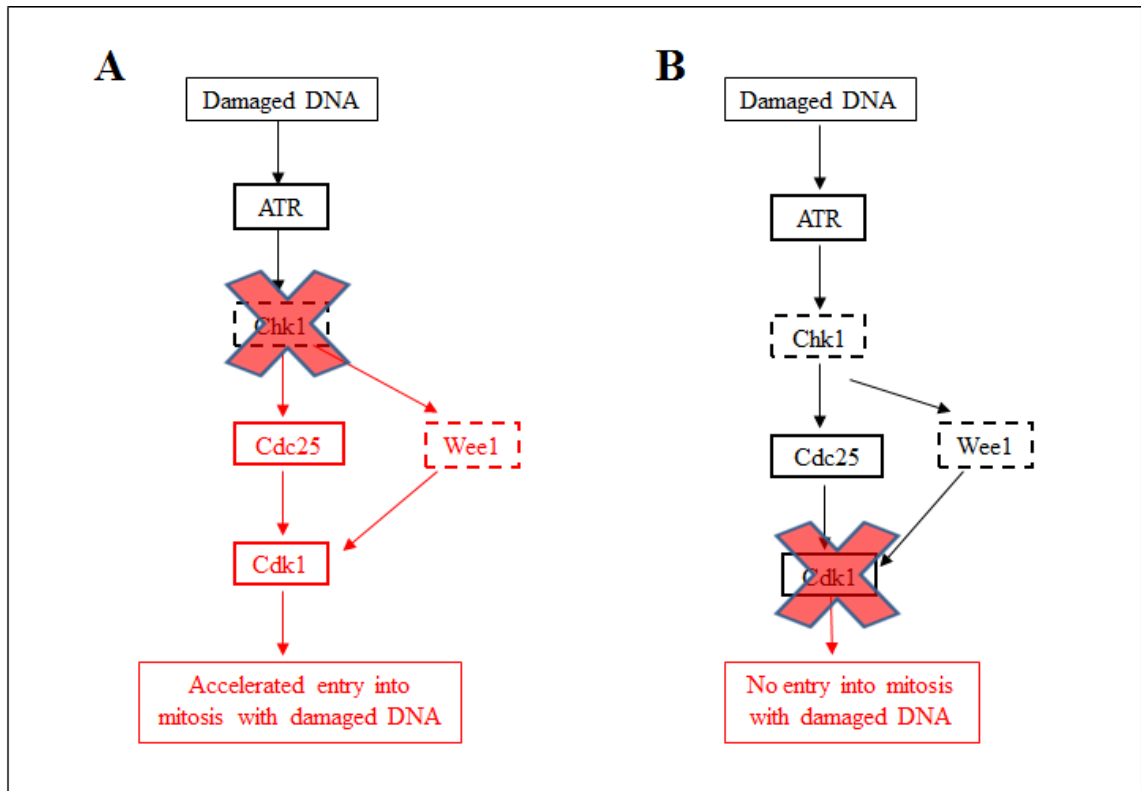 A
Damaged DNA
ATR
Chk1
Cdc25
Wee1
Cdk1
Accelerated entry into
mitosis with damaged DNA
B
Damaged DNA
ATR
Chk1
Cdc25
Wee1
Cdk1
No entry into mitosis
with damaged DNA